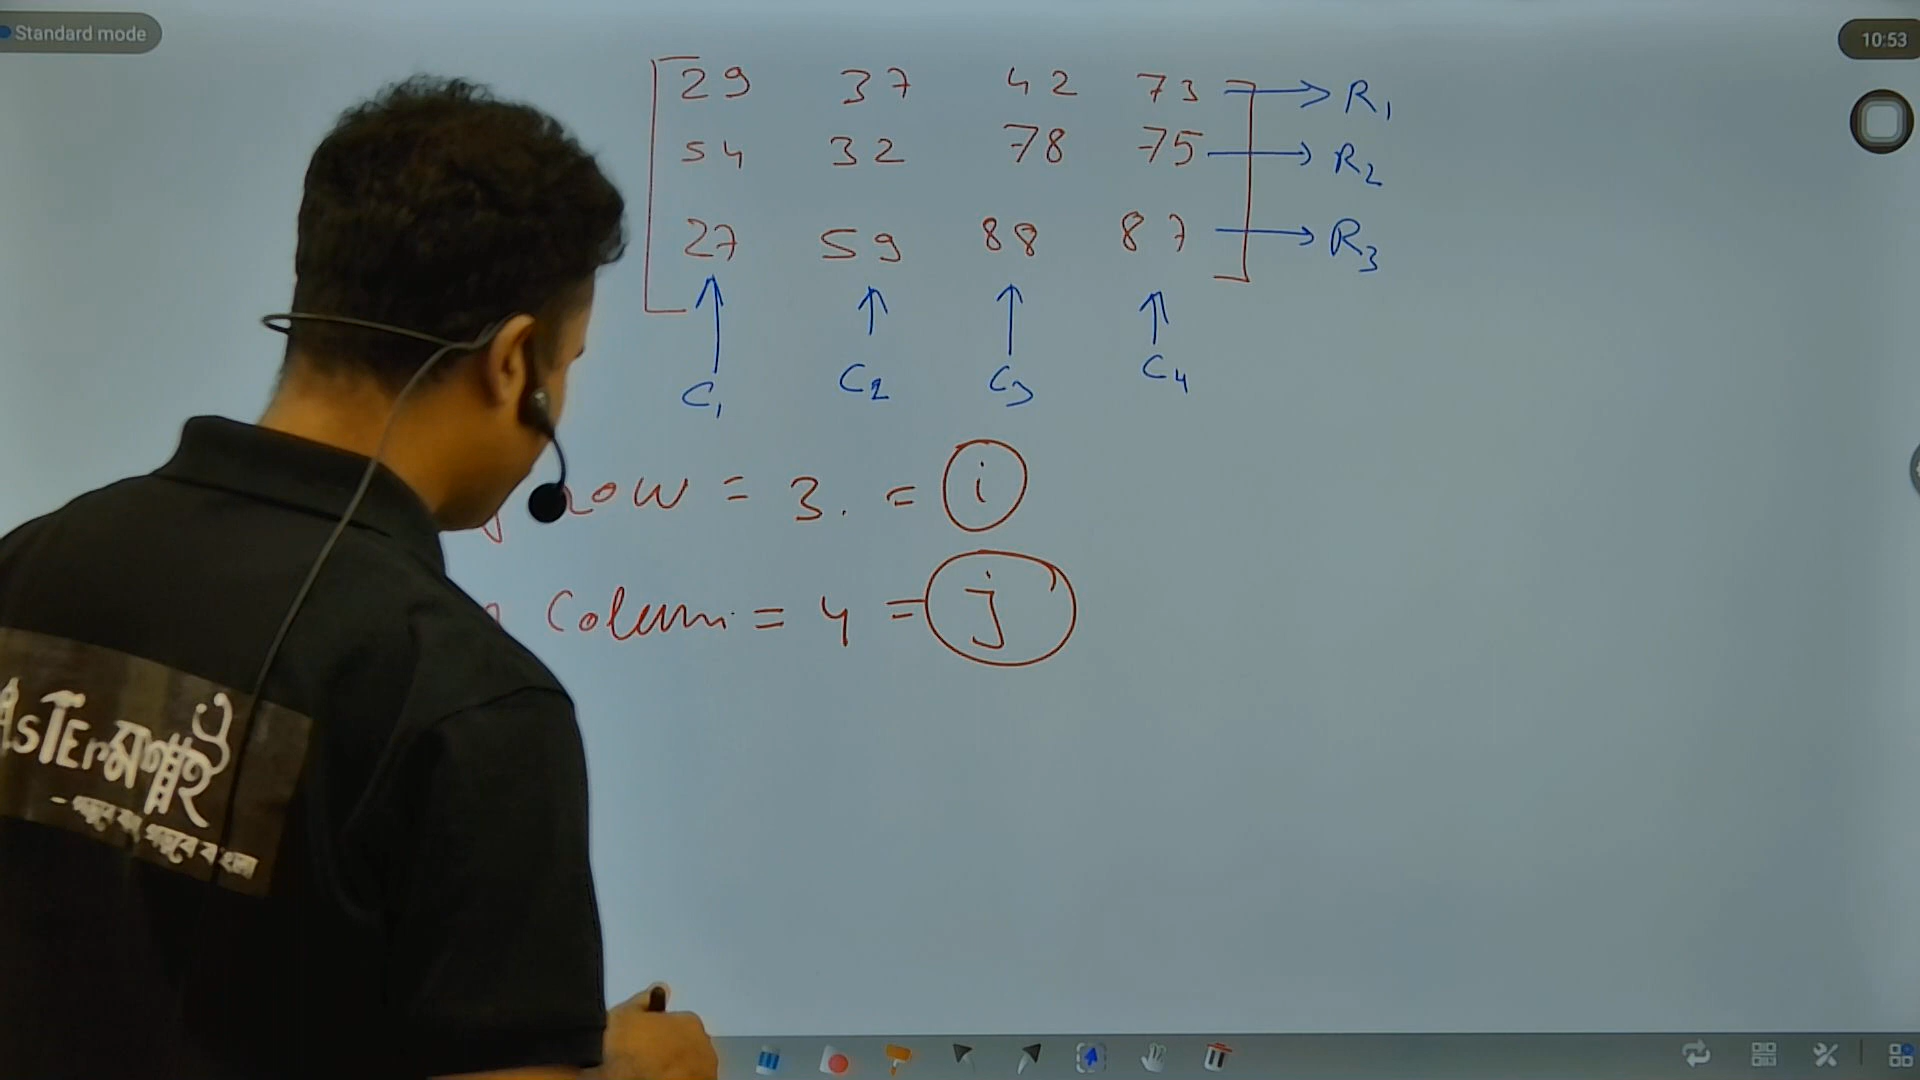 Standard mode
10:53
29 37 42 73 → R1
54 32 78 75 → R2
27 59 88 87 → R3
↑ ↑ ↑ ↑
C1 C2 C3 C4
row = 3. = i
Colum = 4 = j